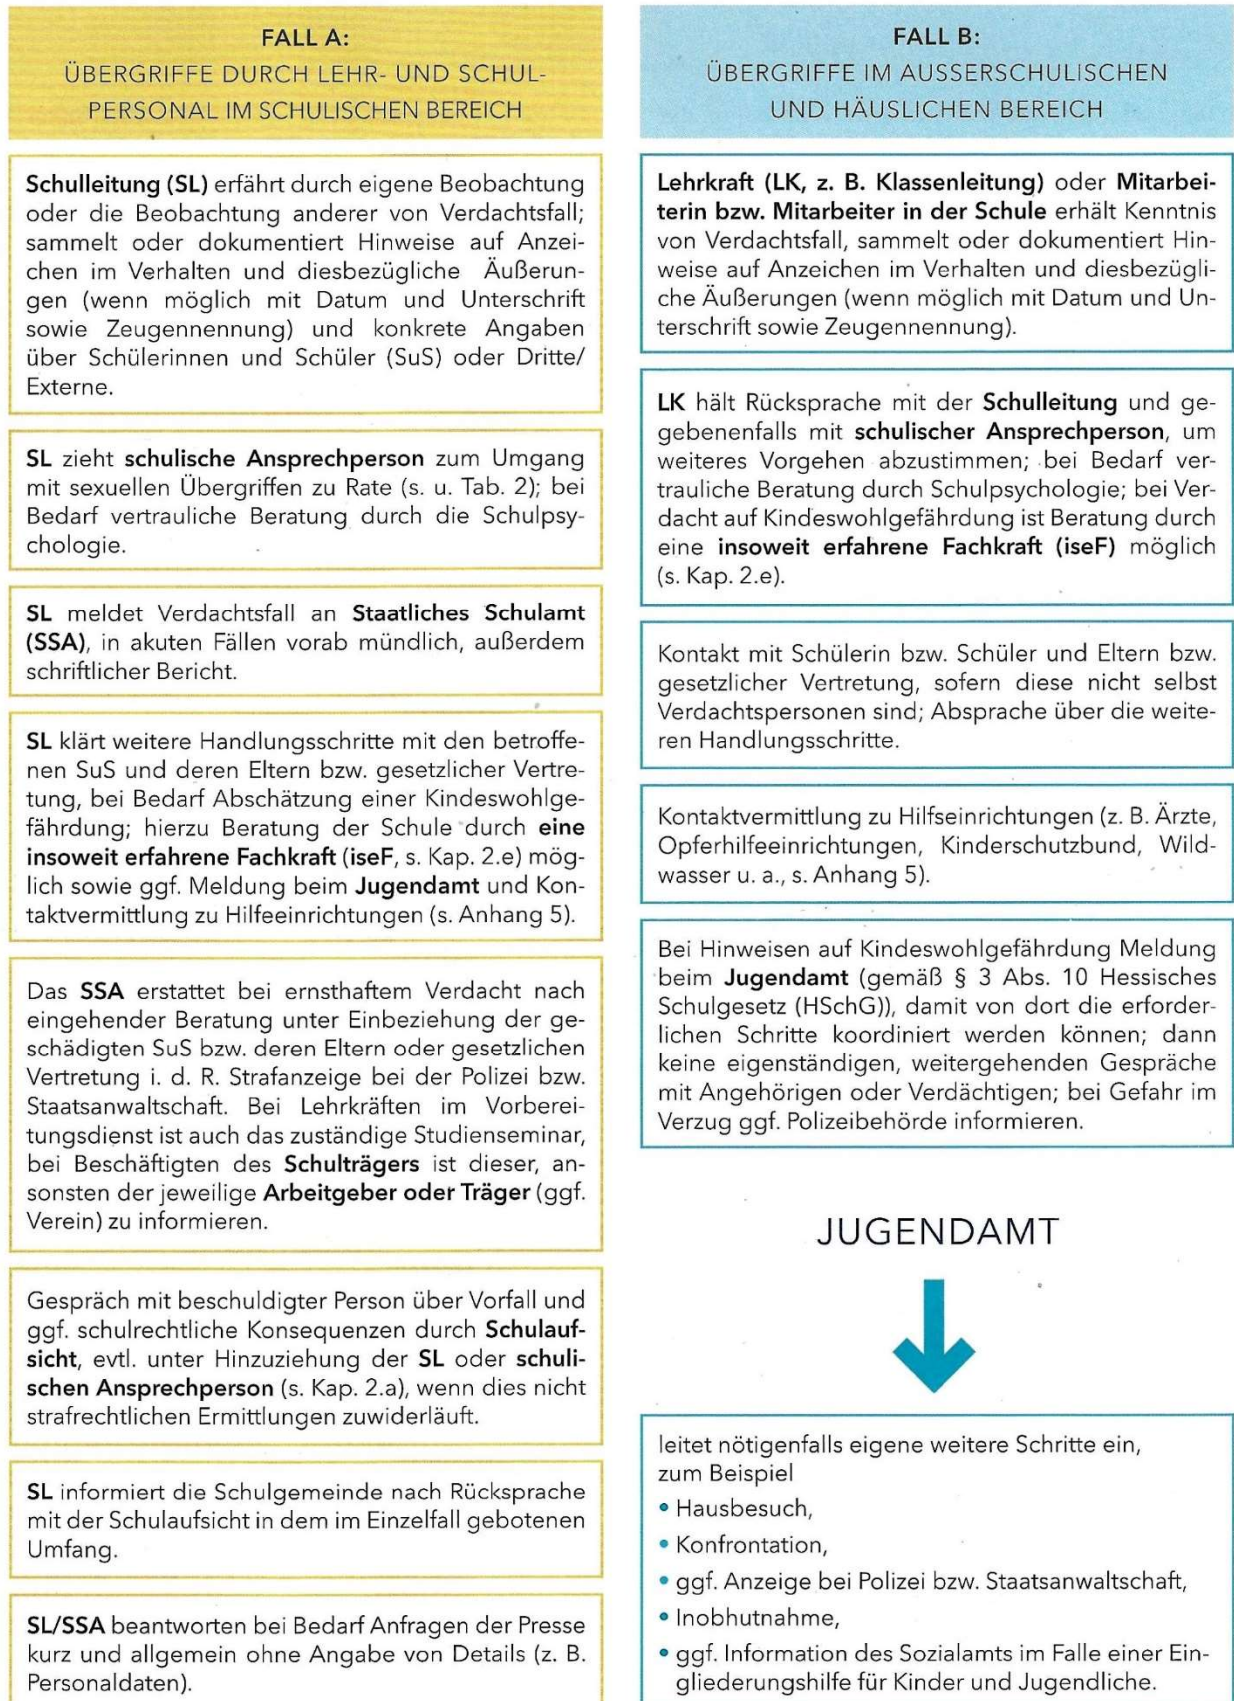 FALL A:
ÜBERGRIFFE DURCH LEHR- UND SCHUL-
PERSONAL IM SCHULISCHEN BEREICH
Schulleitung (SL) erfährt durch eigene Beobachtung
oder die Beobachtung anderer von Verdachtsfall;
sammelt oder dokumentiert Hinweise auf Anzei-
chen im Verhalten und diesbezügliche Äußerun-
gen (wenn möglich mit Datum und Unterschrift
sowie Zeugennennung) und konkrete Angaben
über Schülerinnen und Schüler (SuS) oder Dritte/
Externe.
SL zieht schulische Ansprechperson zum Umgang
mit sexuellen Übergriffen zu Rate (s. u. Tab. 2); bei
Bedarf vertrauliche Beratung durch die Schulpsy-
chologie.
SL meldet Verdachtsfall an Staatliches Schulamt
(SSA), in akuten Fällen vorab mündlich, außerdem
schriftlicher Bericht.
SL klärt weitere Handlungsschritte mit den betroffe-
nen SuS und deren Eltern bzw. gesetzlicher Vertre-
tung, bei Bedarf Abschätzung einer Kindeswohlge-
fährdung; hierzu Beratung der Schule durch eine
insoweit erfahrene Fachkraft (iseF, s. Kap. 2.e) mög-
lich sowie ggf. Meldung beim Jugendamt und Kon-
taktvermittlung zu Hilfeeinrichtungen (s. Anhang 5).
Das SSA erstattet bei ernsthaftem Verdacht nach
eingehender Beratung unter Einbeziehung der ge-
schädigten SuS bzw. deren Eltern oder gesetzlichen
Vertretung i. d. R. Strafanzeige bei der Polizei bzw.
Staatsanwaltschaft. Bei Lehrkräften im Vorberei-
tungsdienst ist auch das zuständige Studienseminar,
bei Beschäftigten des Schulträgers ist dieser, an-
sonsten der jeweilige Arbeitgeber oder Träger (ggf.
Verein) zu informieren.
Gespräch mit beschuldigter Person über Vorfall und
ggf. schulrechtliche Konsequenzen durch Schulauf-
sicht, evtl. unter Hinzuziehung der SL oder schuli-
schen Ansprechperson (s. Kap. 2.a), wenn dies nicht
strafrechtlichen Ermittlungen zuwiderläuft.
SL informiert die Schulgemeinde nach Rücksprache
mit der Schulaufsicht in dem im Einzelfall gebotenen
Umfang.
SL/SSA beantworten bei Bedarf Anfragen der Presse
kurz und allgemein ohne Angabe von Details (z. B.
Personaldaten).
FALL B:
ÜBERGRIFFE IM AUSSERSCHULISCHEN
UND HÄUSLICHEN BEREICH
Lehrkraft (LK, z. B. Klassenleitung) oder Mitarbei-
terin bzw. Mitarbeiter in der Schule erhält Kenntnis
von Verdachtsfall, sammelt oder dokumentiert Hin-
weise auf Anzeichen im Verhalten und diesbezügli-
che Äußerungen (wenn möglich mit Datum und Un-
terschrift sowie Zeugennennung).
LK hält Rücksprache mit der Schulleitung und ge-
gebenenfalls mit schulischer Ansprechperson, um
weiteres Vorgehen abzustimmen; bei Bedarf ver-
trauliche Beratung durch Schulpsychologie; bei Ver-
dacht auf Kindeswohlgefährdung ist Beratung durch
eine insoweit erfahrene Fachkraft (iseF) möglich
(s. Kap. 2.e).
Kontakt mit Schülerin bzw. Schüler und Eltern bzw.
gesetzlicher Vertretung, sofern diese nicht selbst
Verdachtspersonen sind; Absprache über die weite-
ren Handlungsschritte.
Kontaktvermittlung zu Hilfseinrichtungen (z. B. Ärzte,
Opferhilfeeinrichtungen, Kinderschutzbund, Wild-
wasser u. a., s. Anhang 5).
Bei Hinweisen auf Kindeswohlgefährdung Meldung
beim Jugendamt (gemäß § 3 Abs. 10 Hessisches
Schulgesetz (HSchG)), damit von dort die erforder-
lichen Schritte koordiniert werden können; dann
keine eigenständigen, weitergehenden Gespräche
mit Angehörigen oder Verdächtigen; bei Gefahr im
Verzug ggf. Polizeibehörde informieren.
JUGENDAMT
leitet nötigenfalls eigene weitere Schritte ein,
zum Beispiel
• Hausbesuch,
• Konfrontation,
• ggf. Anzeige bei Polizei bzw. Staatsanwaltschaft,
• Inobhutnahme,
• ggf. Information des Sozialamts im Falle einer Ein-
gliederungshilfe für Kinder und Jugendliche.